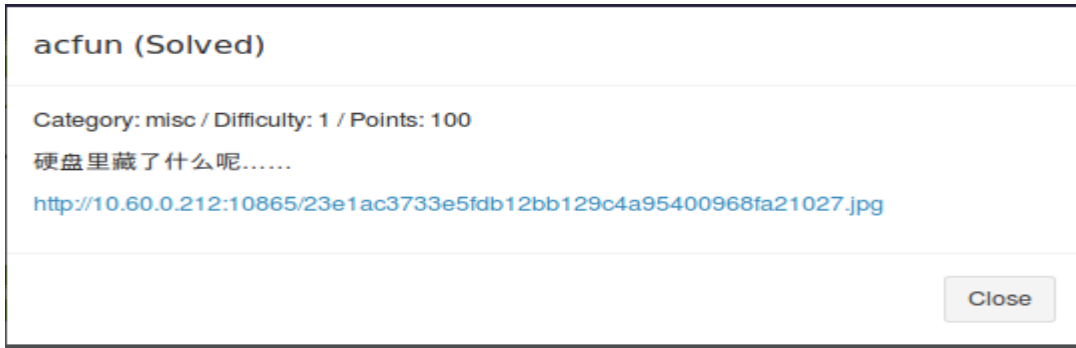 acfun (Solved)
Category: misc / Difficulty: 1 / Points: 100
硬盘里藏了什么呢……
http://10.60.0.212:10865/23e1ac3733e5fdb12bb129c4a95400968fa21027.jpg
Close